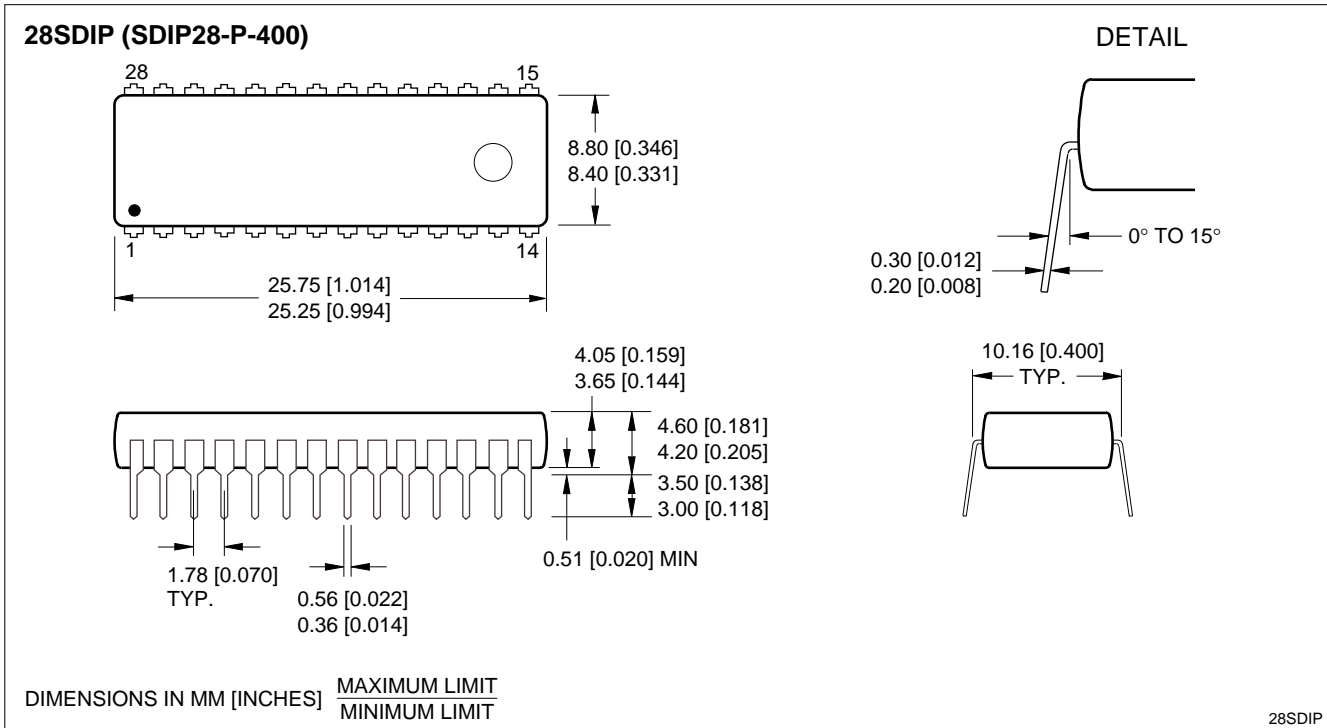 28SDIP (SDIP28-P-400)
DETAIL
28
15
8.80 [0.346]
8.40 [0.331]
1
14
25.75 [1.014]
25.25 [0.994]
0° TO 15°
0.30 [0.012]
0.20 [0.008]
4.05 [0.159]
3.65 [0.144]
4.60 [0.181]
4.20 [0.205]
3.50 [0.138]
3.00 [0.118]
0.51 [0.020] MIN
1.78 [0.070]
TYP.
0.56 [0.022]
0.36 [0.014]
10.16 [0.400]
TYP.
DIMENSIONS IN MM [INCHES]
MAXIMUM LIMIT
MINIMUM LIMIT
28SDIP